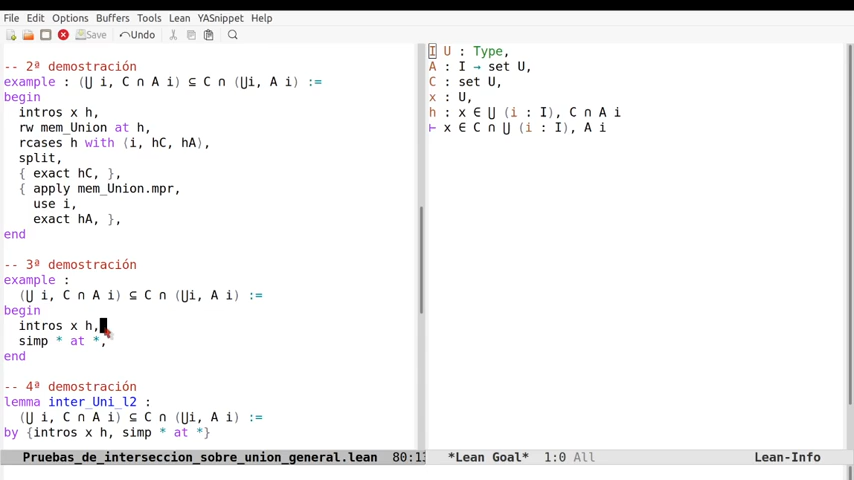 File Edit Options Buffers Tools Lean YASnippet Help
Save Undo
-- 2ª demostración
example : (⋃ i, C ∩ A i) ⊆ C ∩ (⋃i, A i) :=
begin
  intros x h,
  rw mem_Union at h,
  rcases h with ⟨i, hC, hA⟩,
  split,
  { exact hC, },
  { apply mem_Union.mpr,
    use i,
    exact hA, },
end
-- 3ª demostración
example :
  (⋃ i, C ∩ A i) ⊆ C ∩ (⋃i, A i) :=
begin
  intros x h,
  simp * at *,
end
-- 4ª demostración
lemma inter_Uni_l2 :
  (⋃ i, C ∩ A i) ⊆ C ∩ (⋃i, A i) :=
by {intros x h, simp * at *}
Pruebas_de_interseccion_sobre_union_general.lean 80:13
I U : Type,
A : I → set U,
C : set U,
x : U,
h : x ∈ ⋃ (i : I), C ∩ A i
⊢ x ∈ C ∩ ⋃ (i : I), A i
*Lean Goal* 1:0 All Lean-Info